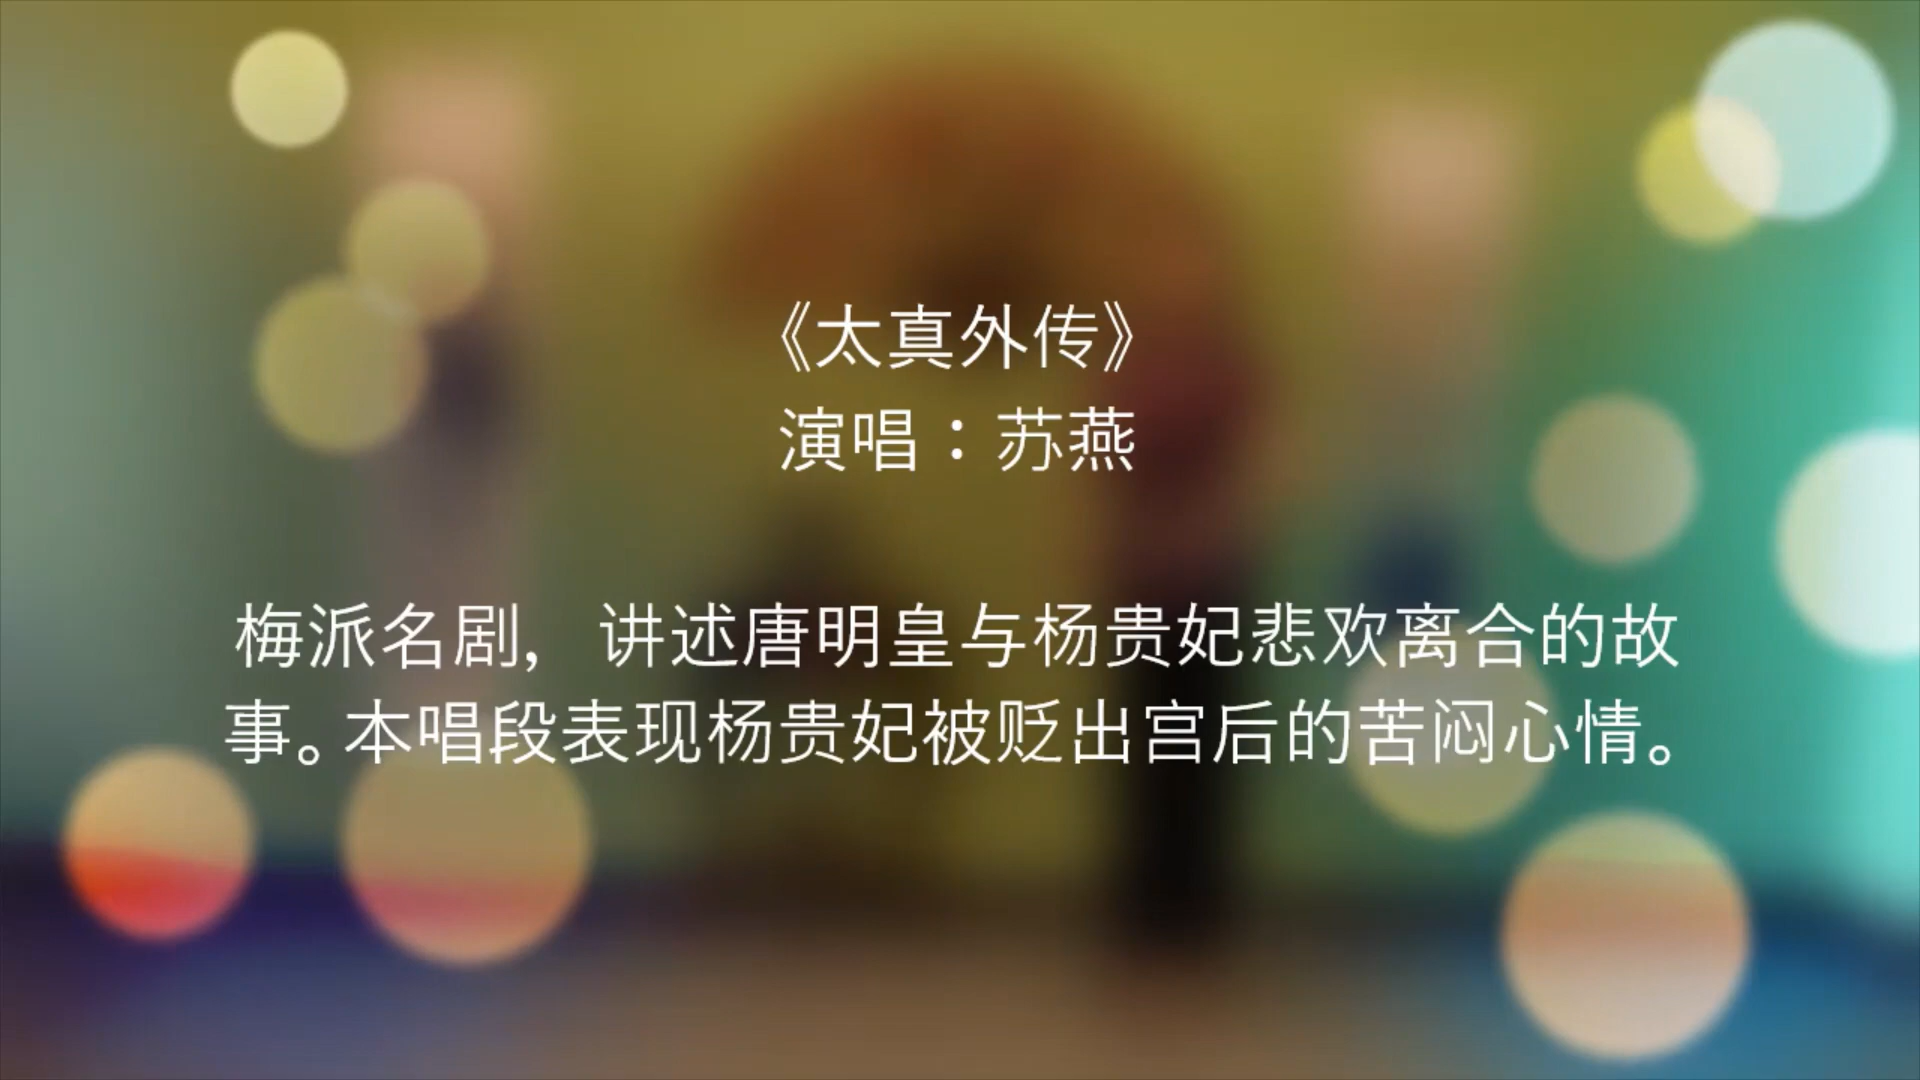 《太真外传》
演唱：苏燕
梅派名剧，讲述唐明皇与杨贵妃悲欢离合的故
事。本唱段表现杨贵妃被贬出宫后的苦闷心情。